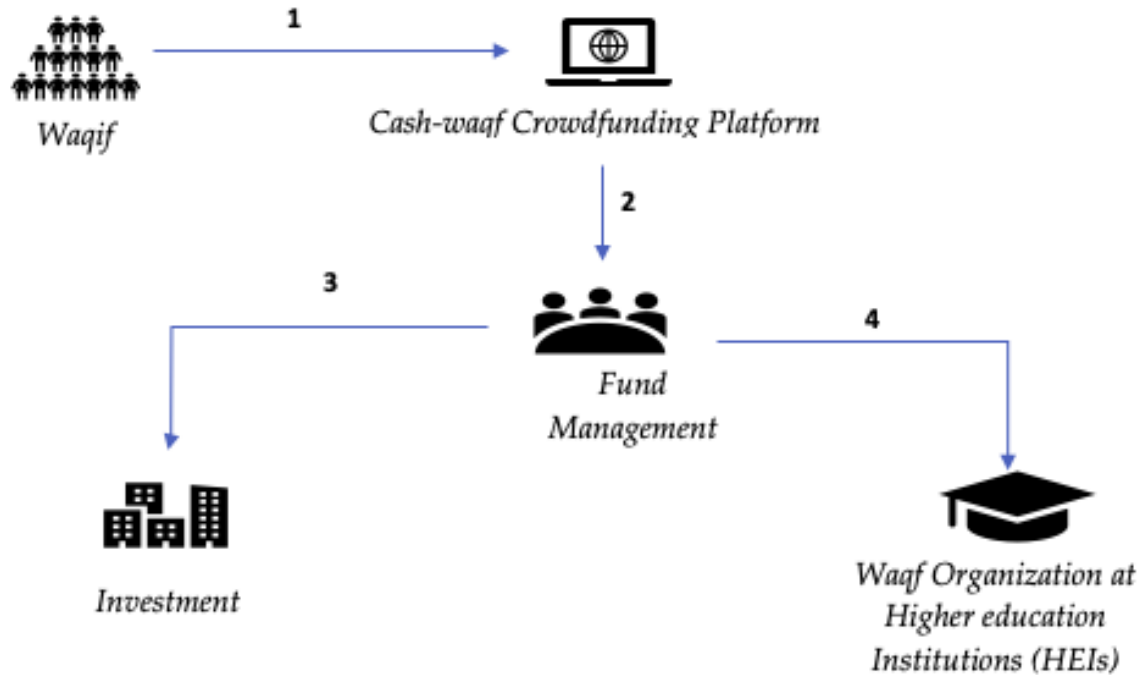 1
Waqif
Cash-waqf Crowdfunding Platform
2
3
Fund
Management
4
Investment
Waqf Organization at
Higher education
Institutions (HEIs)